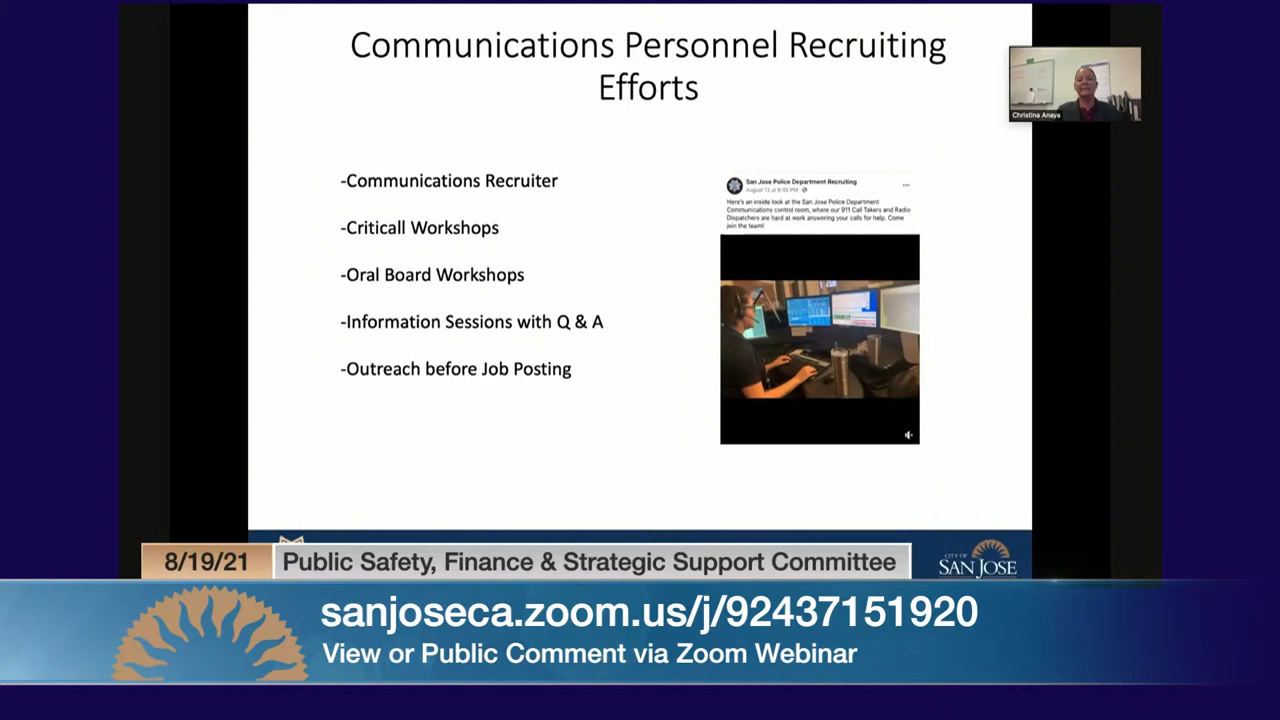 Communications Personnel Recruiting
Efforts
Christina Anaya
-Communications Recruiter
-Criticall Workshops
-Oral Board Workshops
-Information Sessions with Q & A
-Outreach before Job Posting
San Jose Police Department Recruiting
Here's an inside look at the San Jose Police Department
Communications control room, where our 911 Call Takers and Radio
Dispatchers are hard at work answering your calls for help. Come
join the team!
8/19/21
Public Safety, Finance & Strategic Support Committee
CITY OF
SAN JOSE
sanjoseca.zoom.us/j/92437151920
View or Public Comment via Zoom Webinar